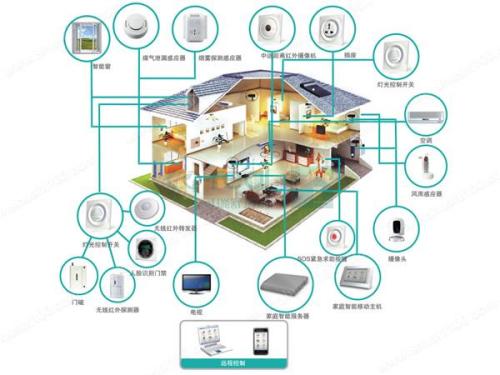 智能窗
煤气泄漏感应器
烟雾探测感应器
中远距离红外摄像机
插座
灯光控制开关
空调
风雨感应器
摄像头
灯光控制开关
无线红外转发器
人脸识别门禁
门磁
无线红外探测器
电视
家庭智能服务器
SOS紧急求助按钮
家庭智能移动主机
远程控制